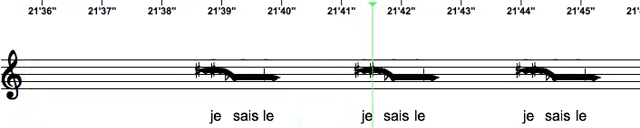 21'36" 21'37" 21'38" 21'39" 21'40" 21'41" 21'42" 21'43" 21'44" 21'45"
je sais le je sais le je sais le